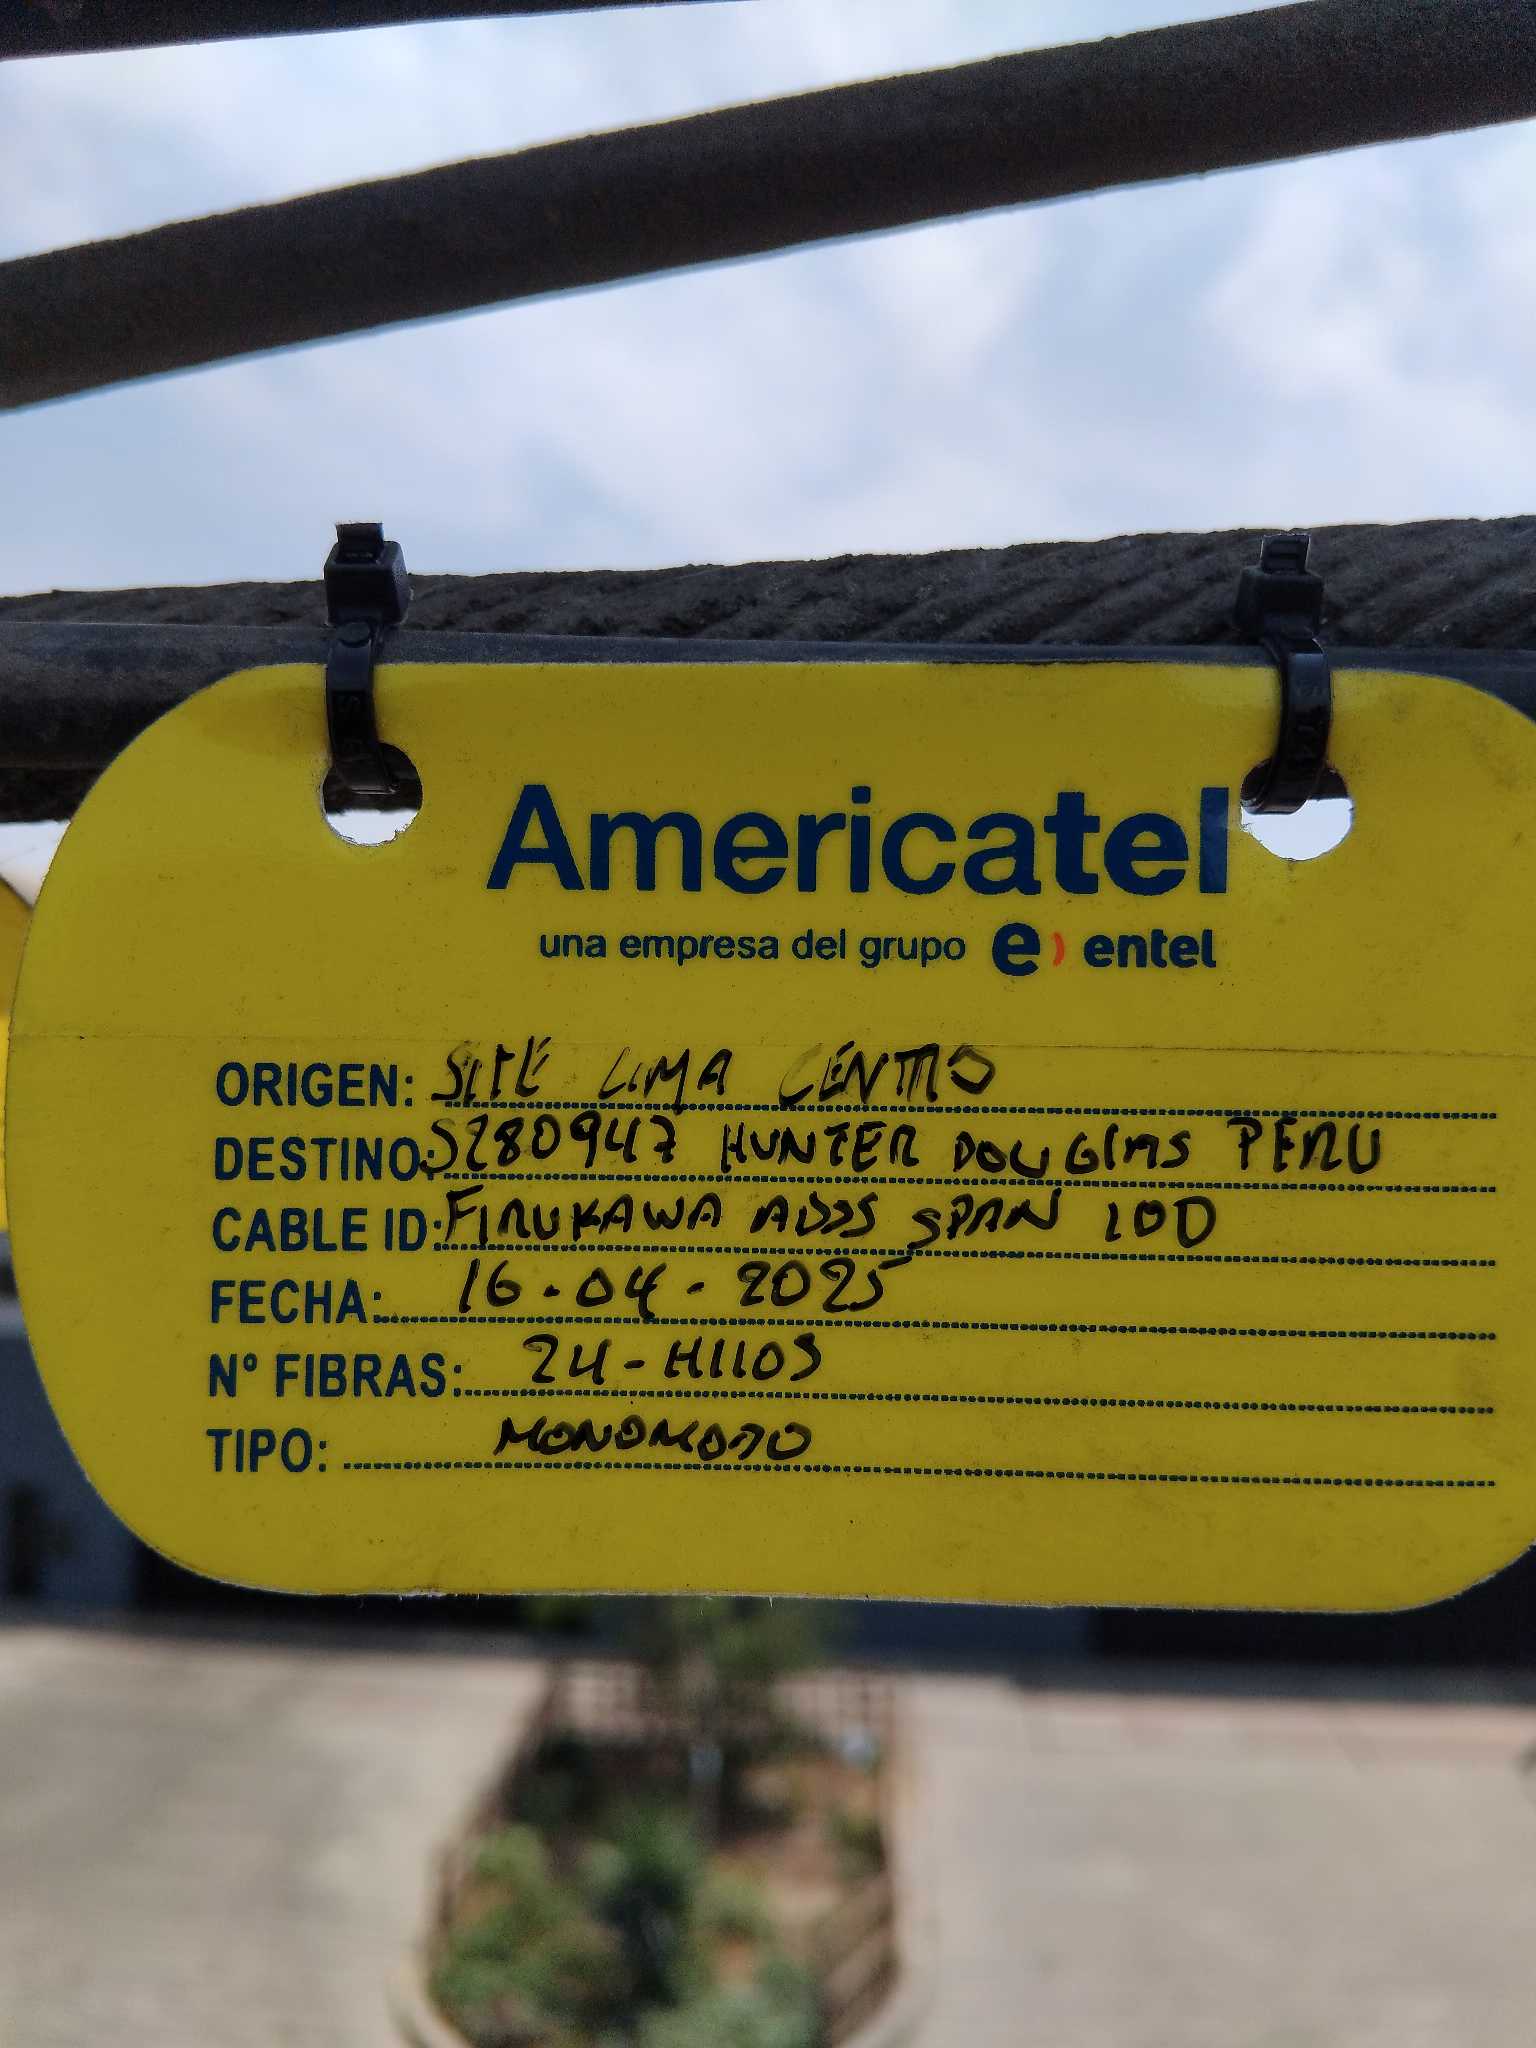 Americatel
una empresa del grupo e) entel
ORIGEN: SITE LIMA CENTRO
DESTINO: S280947 HUNTER DOUGLAS PERU
CABLE ID: FIRUKAWA ADSS SPAN 100
FECHA: 16.04-2025
N° FIBRAS: 24-HILOS
TIPO: MONOMODO